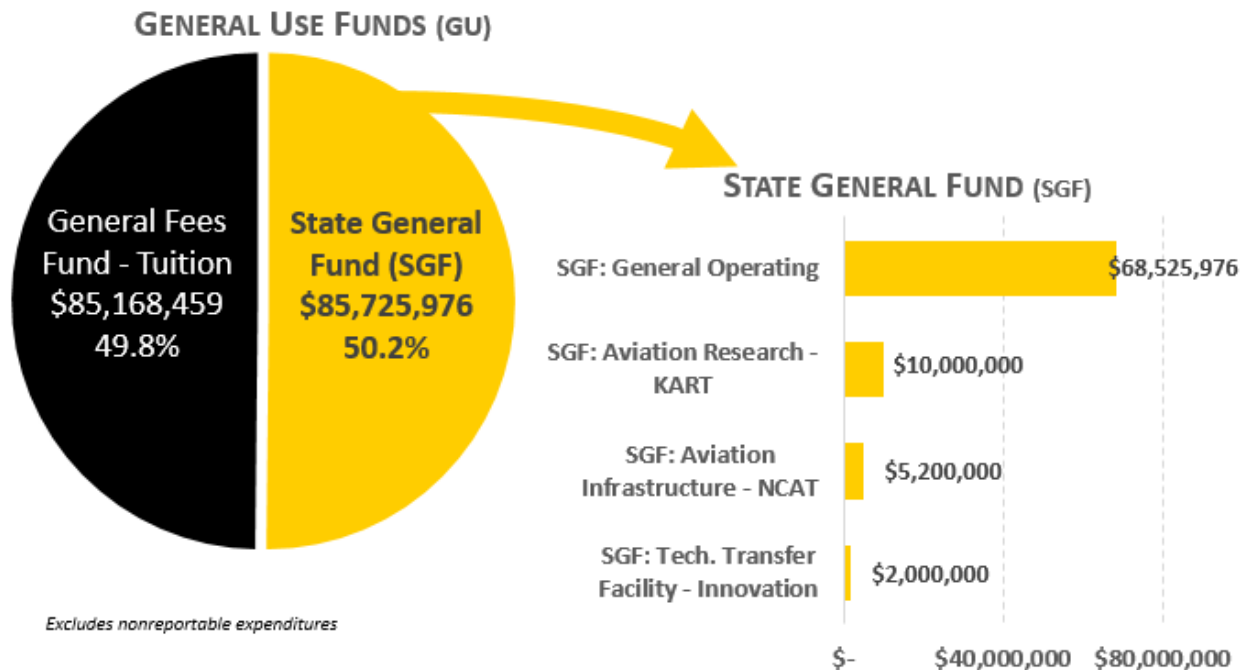 GENERAL USE FUNDS (GU)
General Fees
Fund - Tuition
$85,168,459
49.8%
State General
Fund (SGF)
$85,725,976
50.2%
STATE GENERAL FUND (SGF)
SGF: General Operating
$68,525,976
SGF: Aviation Research -
KART
$10,000,000
SGF: Aviation
Infrastructure - NCAT
$5,200,000
SGF: Tech. Transfer
Facility - Innovation
$2,000,000
$-
$40,000,000
$80,000,000
Excludes nonreportable expenditures